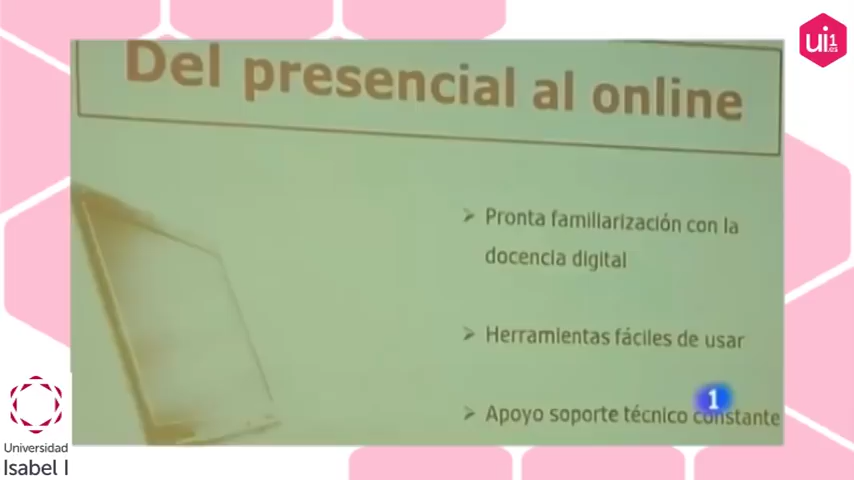 ui1
.es
Del presencial al online
➢ Pronta familiarización con la
docencia digital
➢ Herramientas fáciles de usar
1
➢ Apoyo soporte técnico constante
Universidad
Isabel I